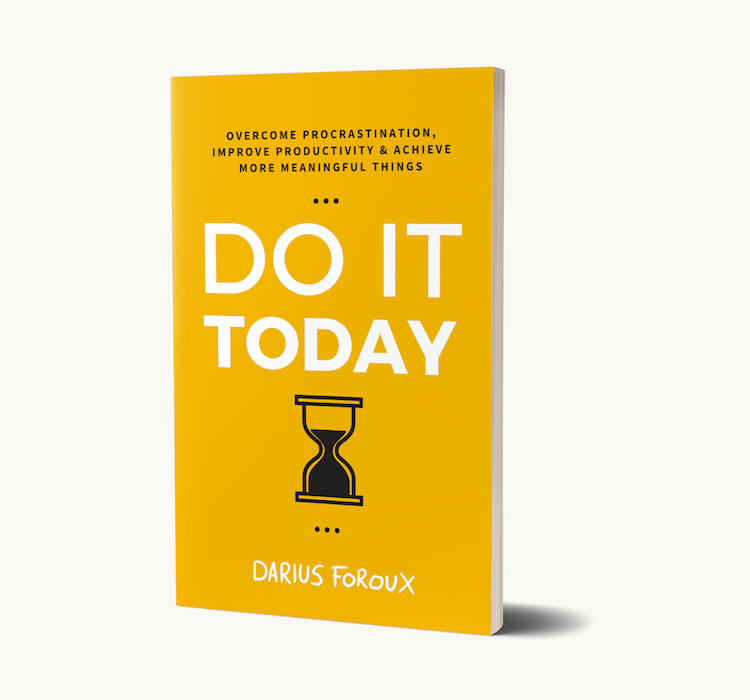 OVERCOME PROCRASTINATION,
IMPROVE PRODUCTIVITY & ACHIEVE
MORE MEANINGFUL THINGS
DO IT
TODAY
DARIUS FOROUX